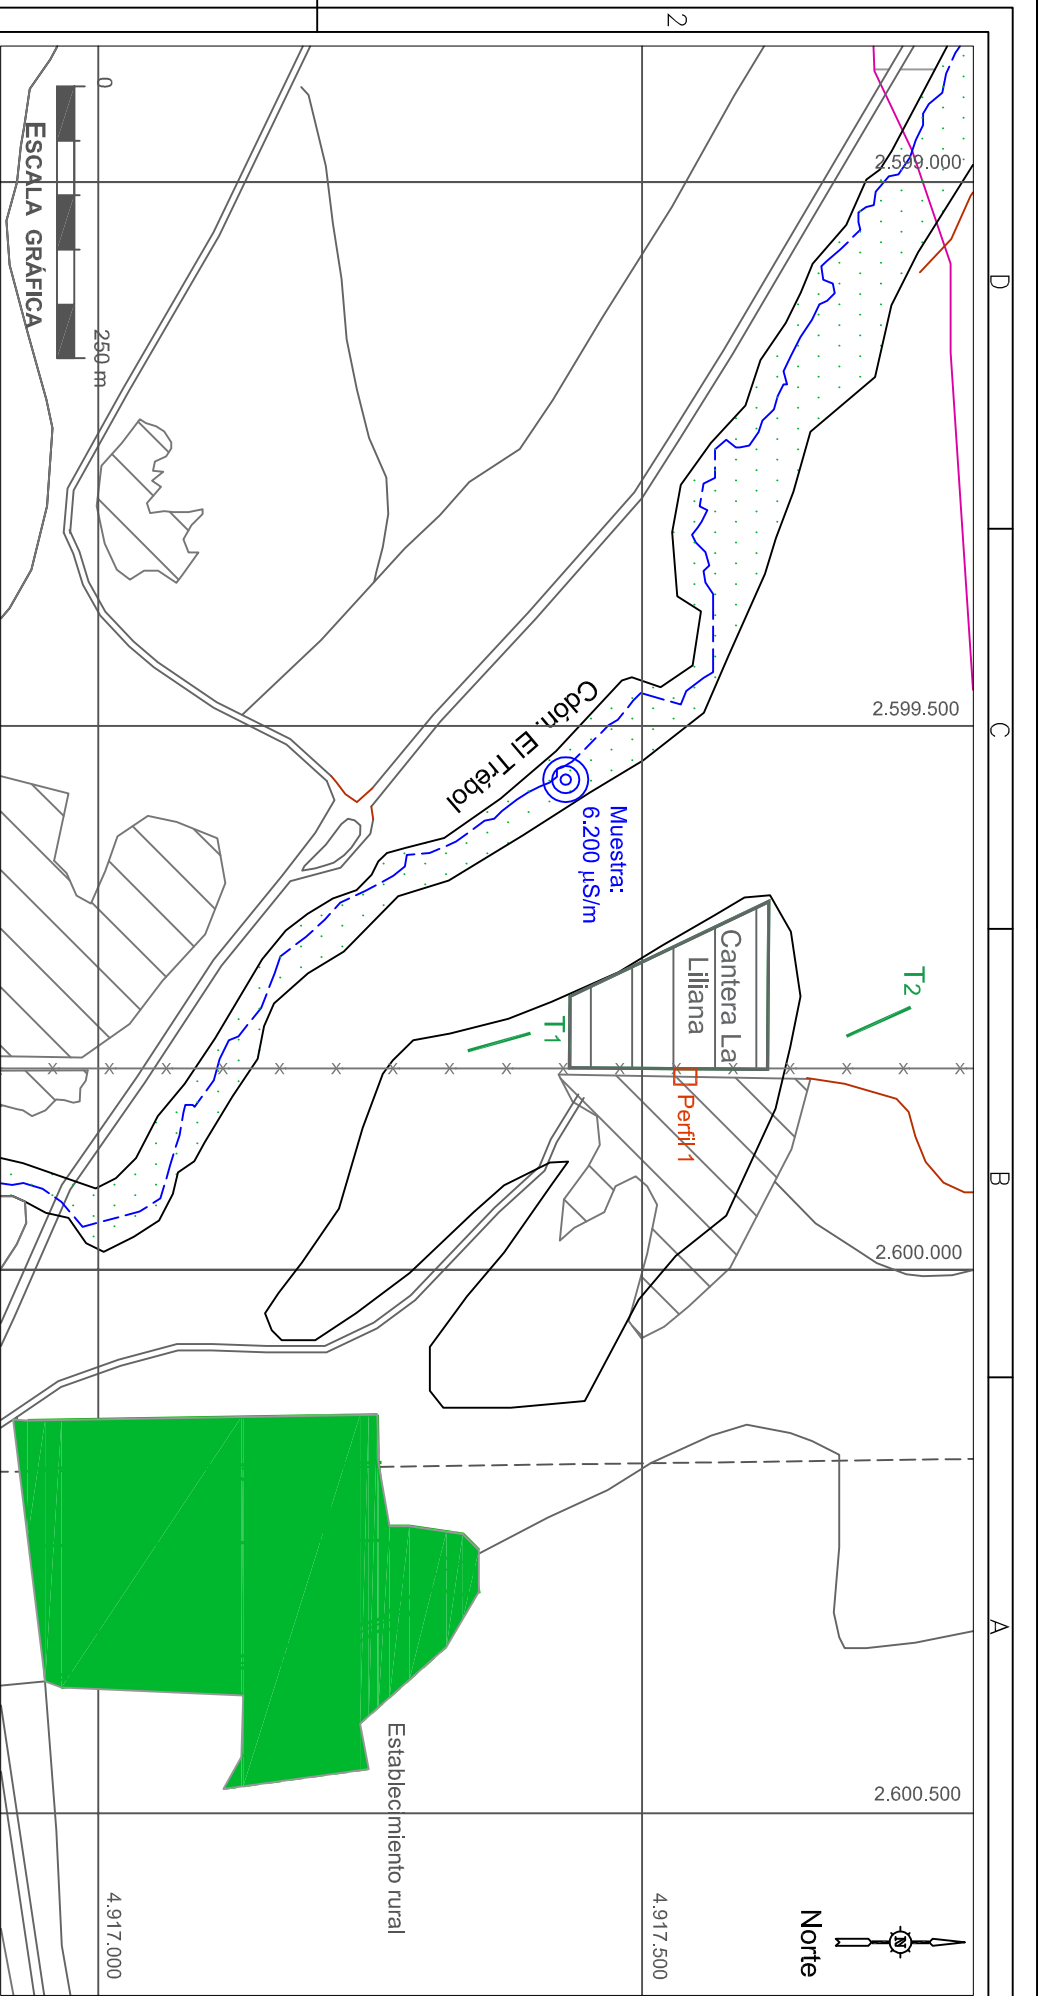 2
D
C
B
A
0
250 m
ESCALA GRÁFICA
2.599.000
2.599.500
2.600.000
2.600.500
4.917.000
4.917.500
Cdón. El Trébol
Muestra:
6.200 µS/m
Cantera La
Liliana
T1
T2
Perfil 1
Establecimiento rural
Norte
N